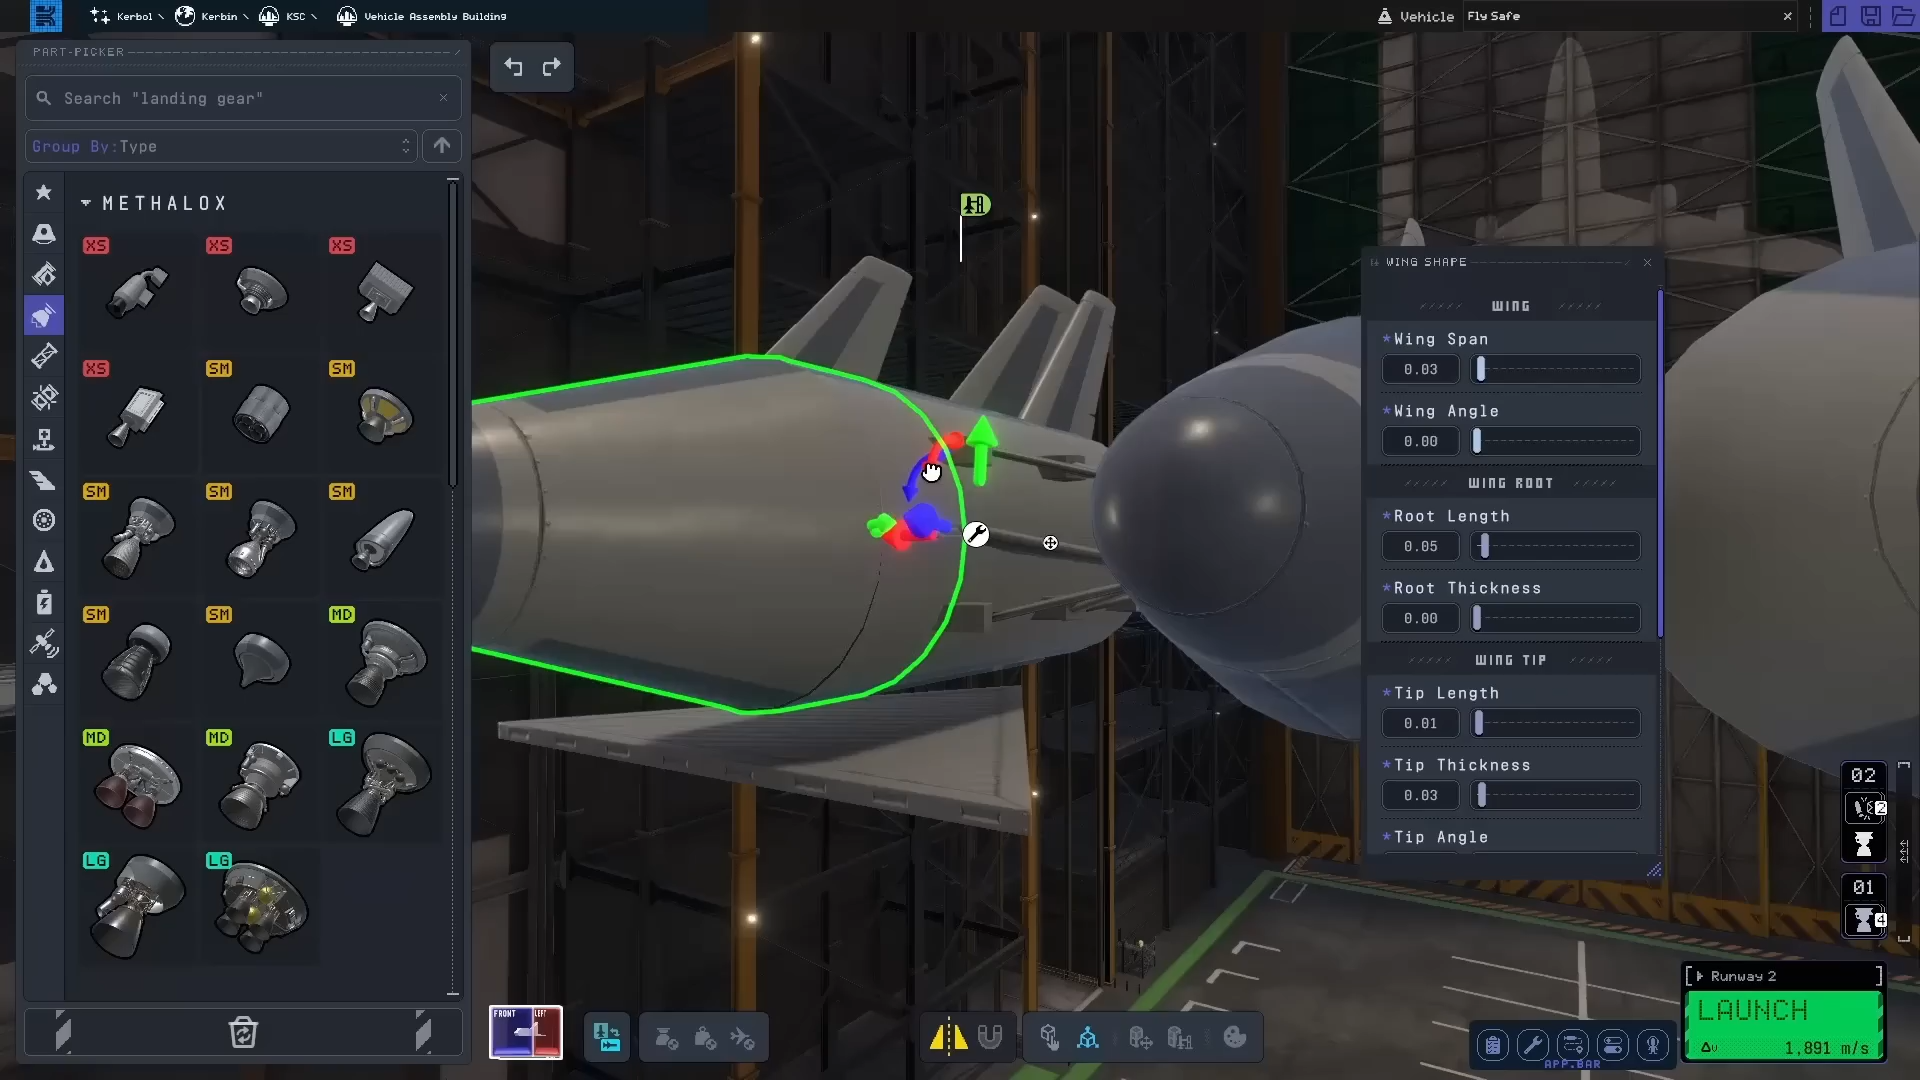 Kerbol
Kerbin
KSC
Vehicle Assembly Building
Vehicle
Fly Safe
PART-PICKER
Search "landing gear"
Group By: Type
METHALOX
XS
XS
XS
XS
SM
SM
SM
SM
SM
SM
SM
MD
MD
MD
LG
LG
LG
WING SHAPE
WING
*Wing Span
0.03
*Wing Angle
0.00
WING ROOT
*Root Length
0.05
*Root Thickness
0.00
WING TIP
*Tip Length
0.01
*Tip Thickness
0.03
*Tip Angle
02
2
01
4
FRONT
LEFT
Runway 2
LAUNCH
Δv 1,891 m/s
APP.BAR